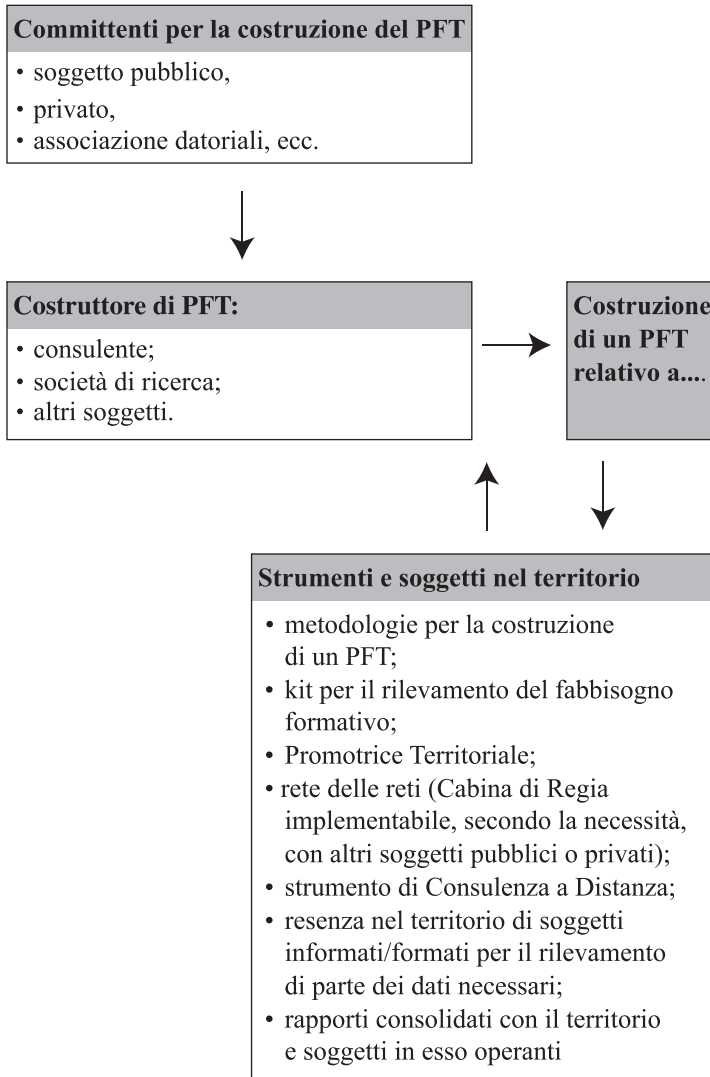 Committenti per la costruzione del PFT
• soggetto pubblico,
• privato,
• associazione datoriali, ecc.
Costruttore di PFT:
• consulente;
• società di ricerca;
• altri soggetti.
Costruzione
di un PFT
relativo a....
Strumenti e soggetti nel territorio
• metodologie per la costruzione
di un PFT;
• kit per il rilevamento del fabbisogno
formativo;
• Promotrice Territoriale;
• rete delle reti (Cabina di Regia
implementabile, secondo la necessità,
con altri soggetti pubblici o privati);
• strumento di Consulenza a Distanza;
• resenza nel territorio di soggetti
informati/formati per il rilevamento
di parte dei dati necessari;
• rapporti consolidati con il territorio
e soggetti in esso operanti